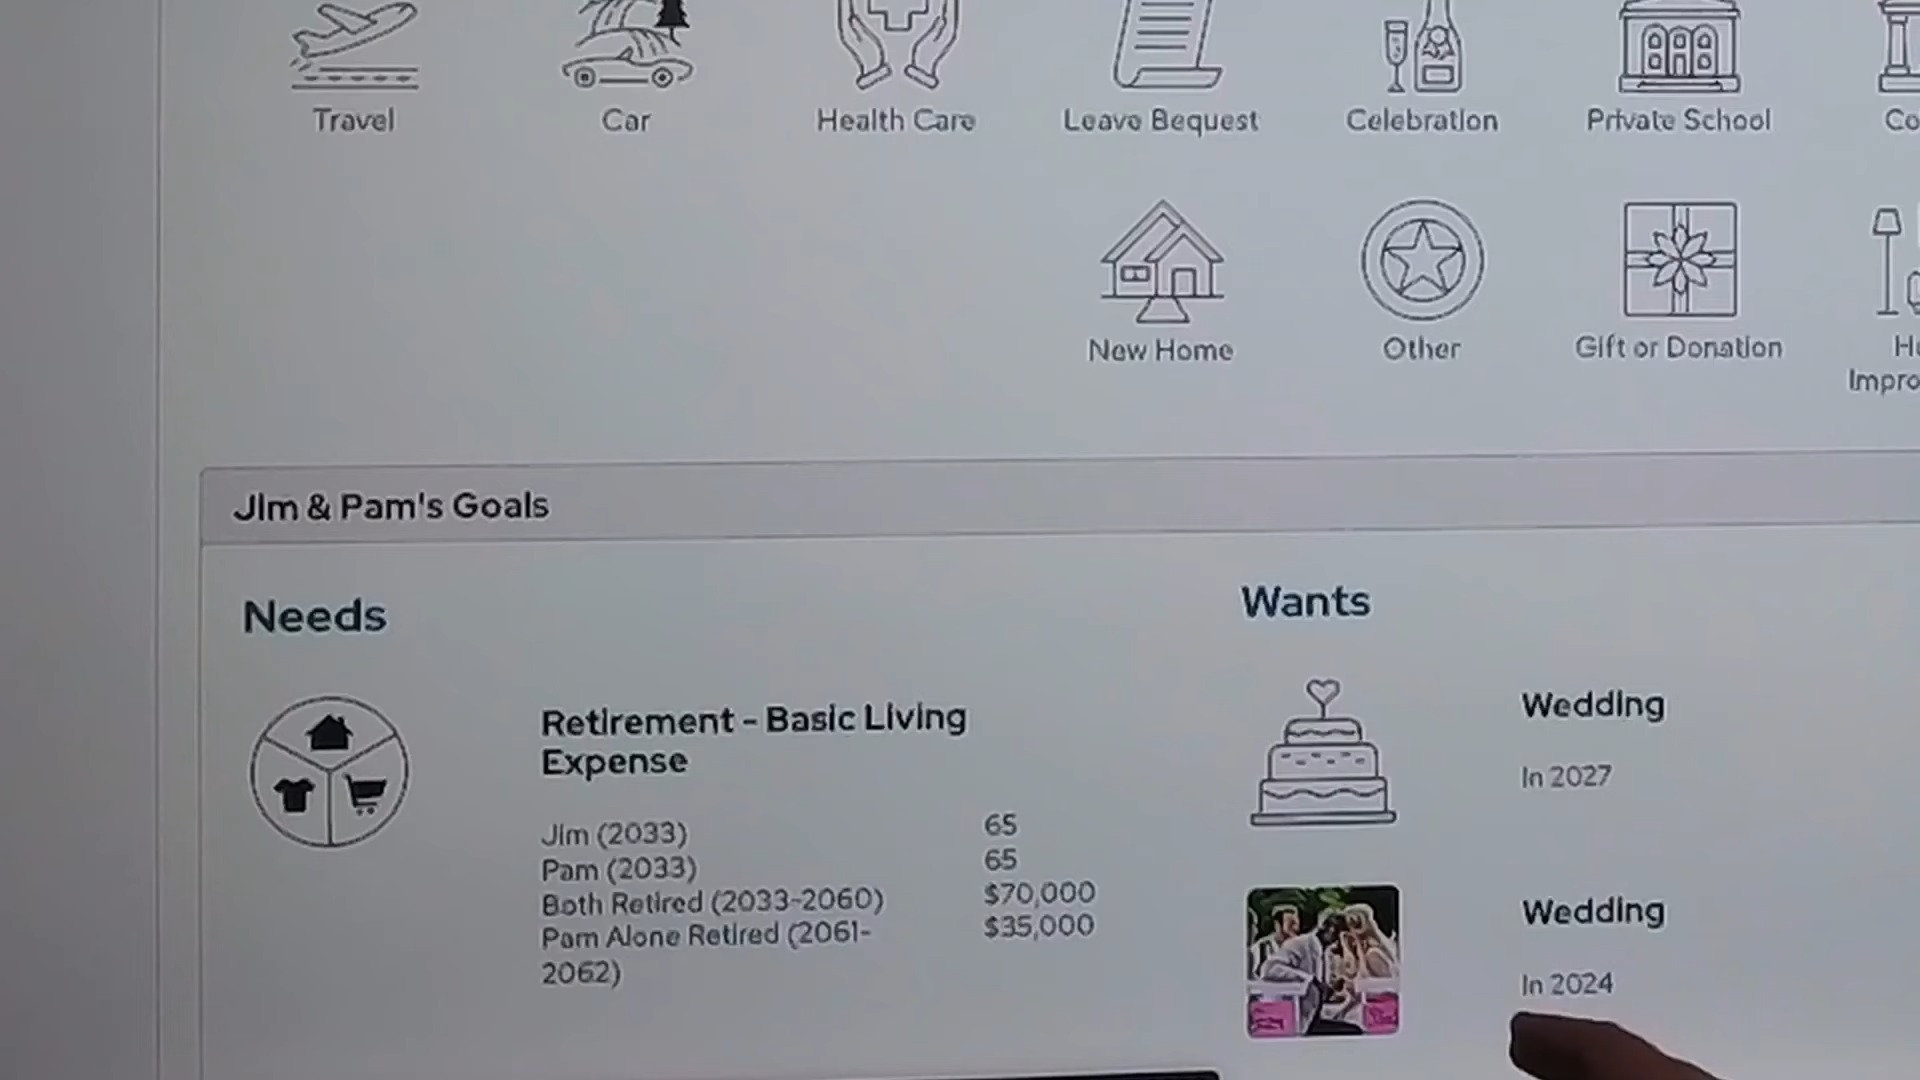 Travel
Car
Health Care
Leave Bequest
Celebration
Private School
Co
New Home
Other
Gift or Donation
Impro
Jim & Pam's Goals
Needs
Wants
Retirement - Basic Living
Expense
Jim (2033) 65
Pam (2033) 65
Both Retired (2033-2060) $70,000
Pam Alone Retired (2061- $35,000
2062)
Wedding
In 2027
Wedding
In 2024